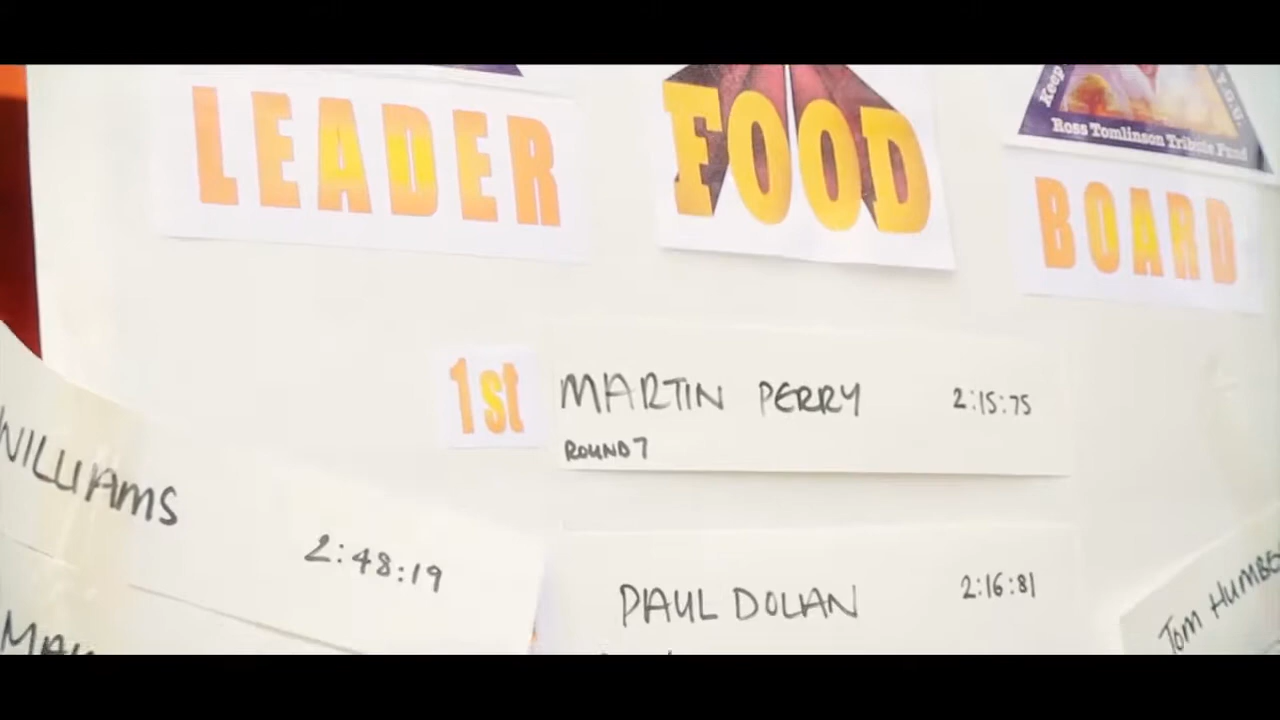 LEADER FOOD BOARD
Keep Y.O.U.
Ross Tomlinson Tribute Fund
1st MARTIN PERRY 2:15:75
ROUND 7
WILLIAMS 2:48:19
PAUL DOLAN 2:16:81
TOM